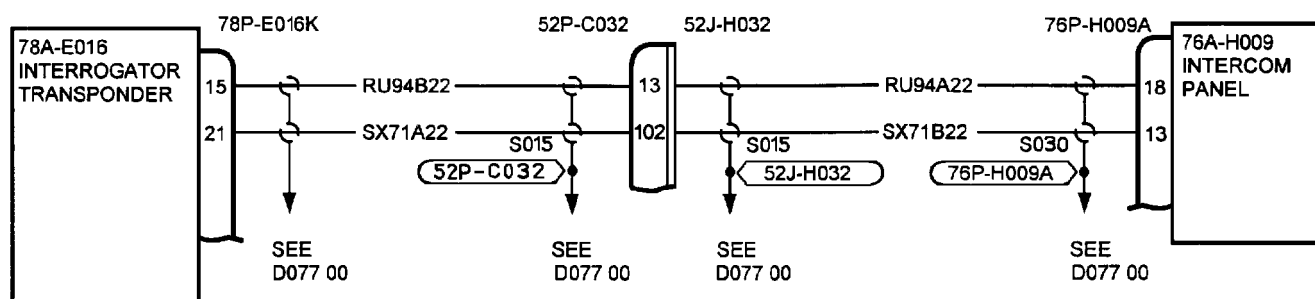 78P-E016K
52P-C032
52J-H032
76P-H009A
78A-E016
INTERROGATOR
TRANSPONDER
76A-H009
INTERCOM
PANEL
15
RU94B22
13
RU94A22
18
21
SX71A22
102
SX71B22
13
S015
S015
S030
52P-C032
52J-H032
76P-H009A
SEE
D077 00
SEE
D077 00
SEE
D077 00
SEE
D077 00